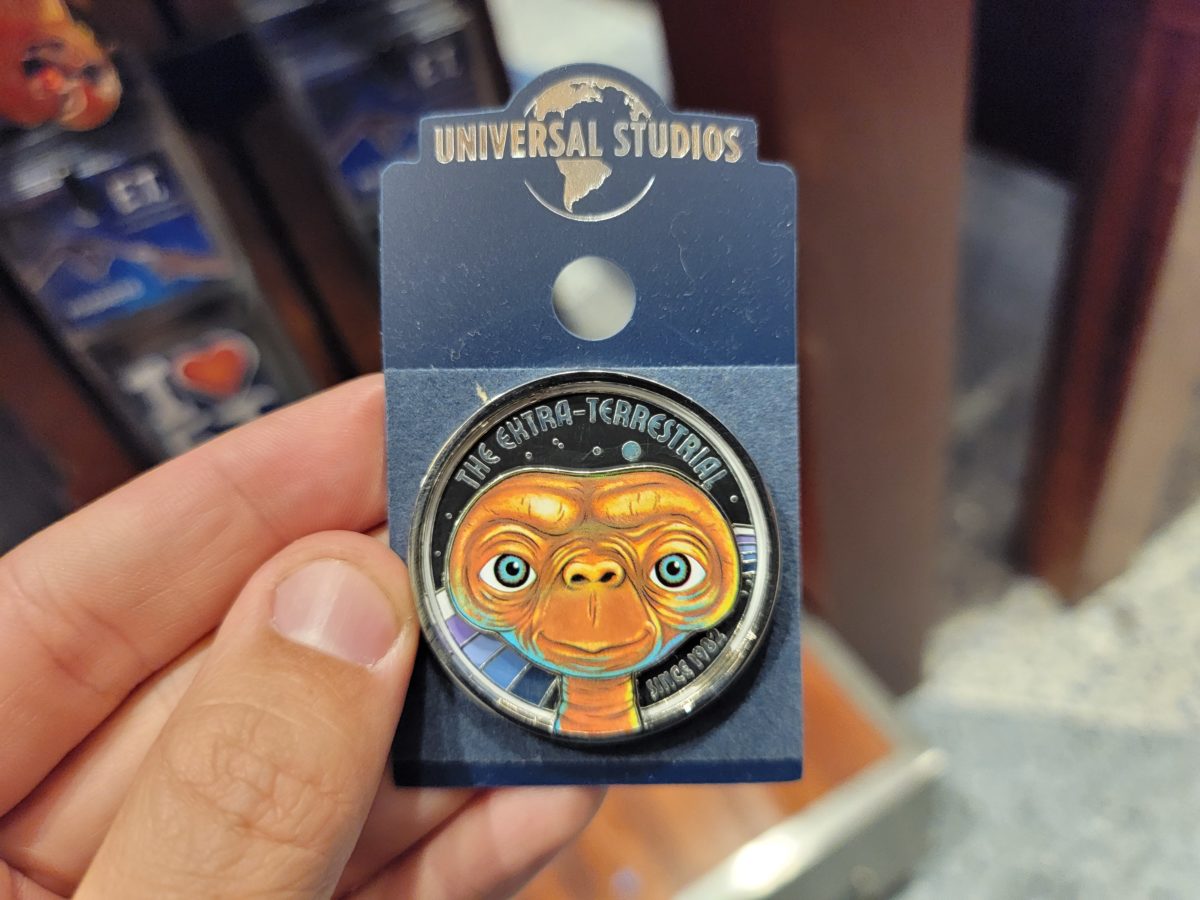 UNIVERSAL STUDIOS
THE EXTRA-TERRESTRIAL
SINCE 1982
E.T.
E.T.
I